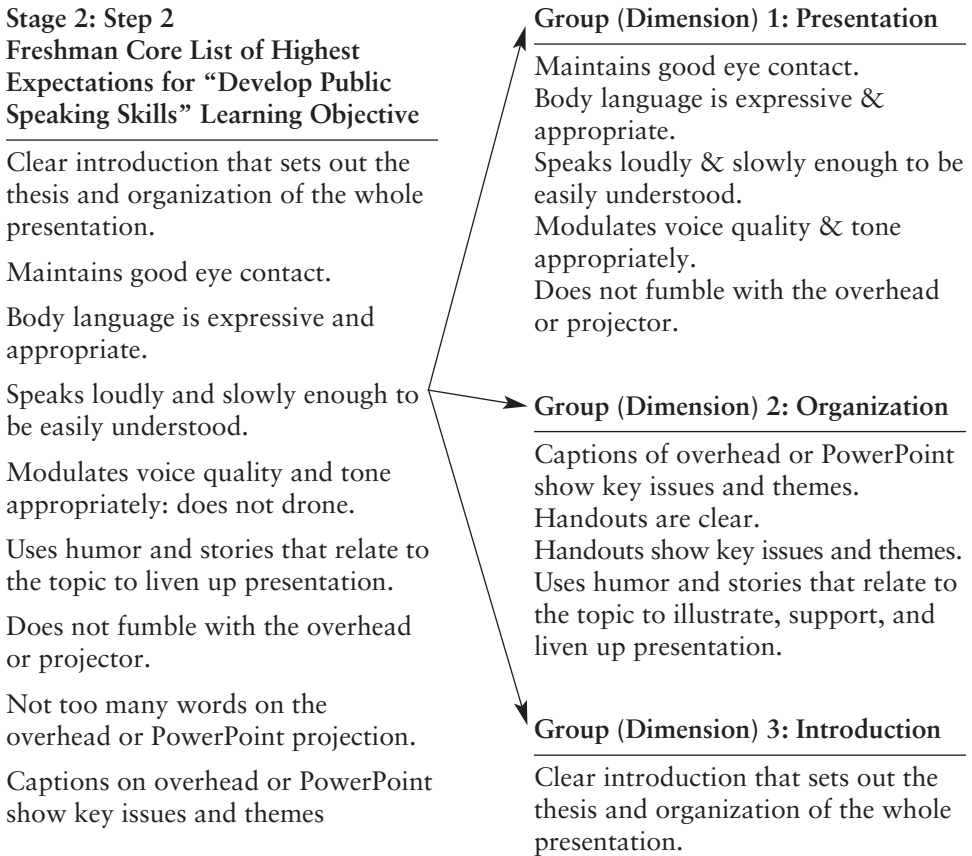 Stage 2: Step 2
Freshman Core List of Highest
Expectations for “Develop Public
Speaking Skills” Learning Objective
Clear introduction that sets out the
thesis and organization of the whole
presentation.
Maintains good eye contact.
Body language is expressive and
appropriate.
Speaks loudly and slowly enough to
be easily understood.
Modulates voice quality and tone
appropriately: does not drone.
Uses humor and stories that relate to
the topic to liven up presentation.
Does not fumble with the overhead
or projector.
Not too many words on the
overhead or PowerPoint projection.
Captions on overhead or PowerPoint
show key issues and themes
Group (Dimension) 1: Presentation
Maintains good eye contact.
Body language is expressive &
appropriate.
Speaks loudly & slowly enough to be
easily understood.
Modulates voice quality & tone
appropriately.
Does not fumble with the overhead
or projector.
Group (Dimension) 2: Organization
Captions of overhead or PowerPoint
show key issues and themes.
Handouts are clear.
Handouts show key issues and themes.
Uses humor and stories that relate to
the topic to illustrate, support, and
liven up presentation.
Group (Dimension) 3: Introduction
Clear introduction that sets out the
thesis and organization of the whole
presentation.